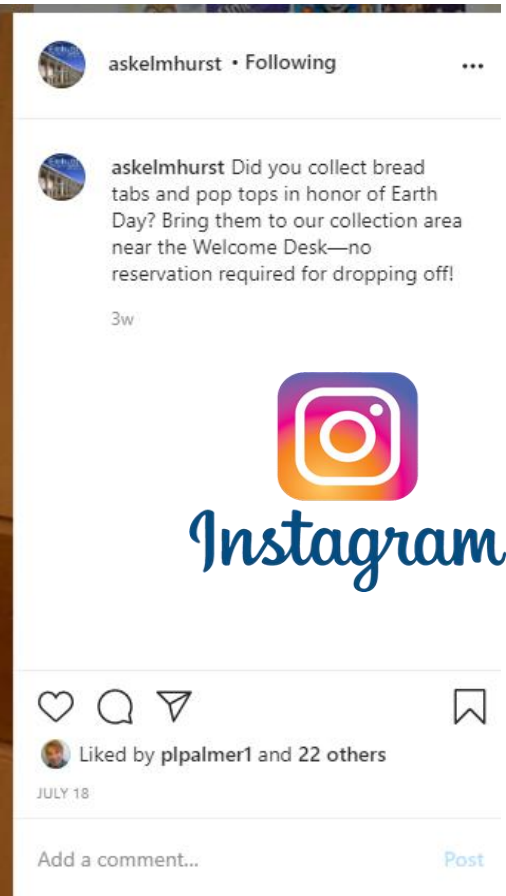 askelmhurst • Following
askelmhurst Did you collect bread
tabs and pop tops in honor of Earth
Day? Bring them to our collection area
near the Welcome Desk—no
reservation required for dropping off!
3w
Instagram
Liked by plpalmer1 and 22 others
JULY 18
Add a comment... Post